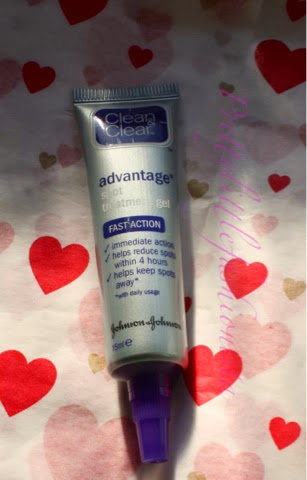 Clean &
Clear.
advantage*
spot
treatment gel
FAST ACTION
✓ immediate action
✓ helps reduce spots
within 4 hours
✓ helps keep spots
away*
*with daily usage
Johnson & Johnson
15ml e